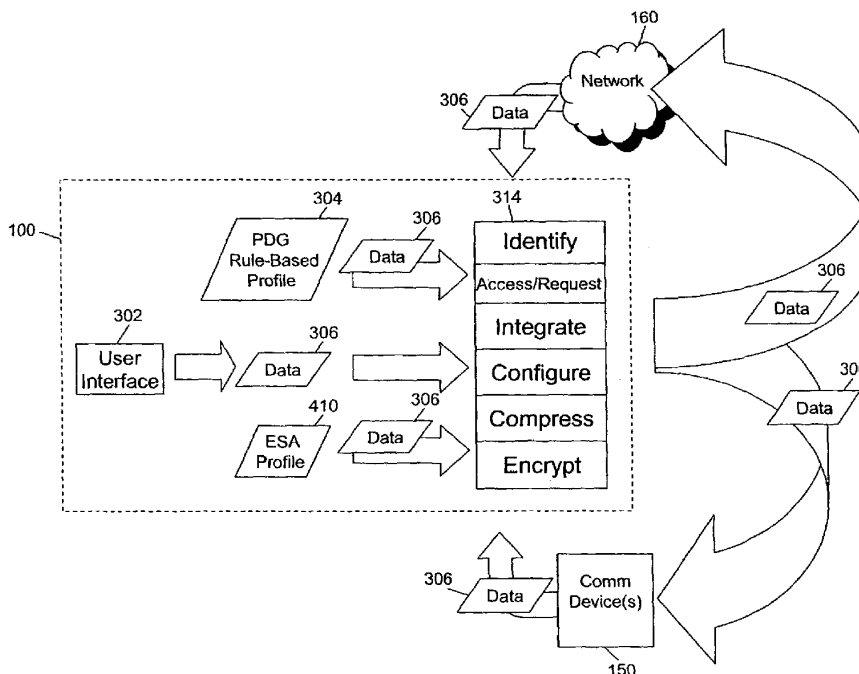 160
Network
306
Data
100
304
PDG
Rule-Based
Profile
306
Data
314
Identify
Access/Request
Integrate
Configure
Compress
Encrypt
302
User
Interface
306
Data
410
ESA
Profile
306
Data
306
Data
Data
306
Data
Comm
Device(s)
150